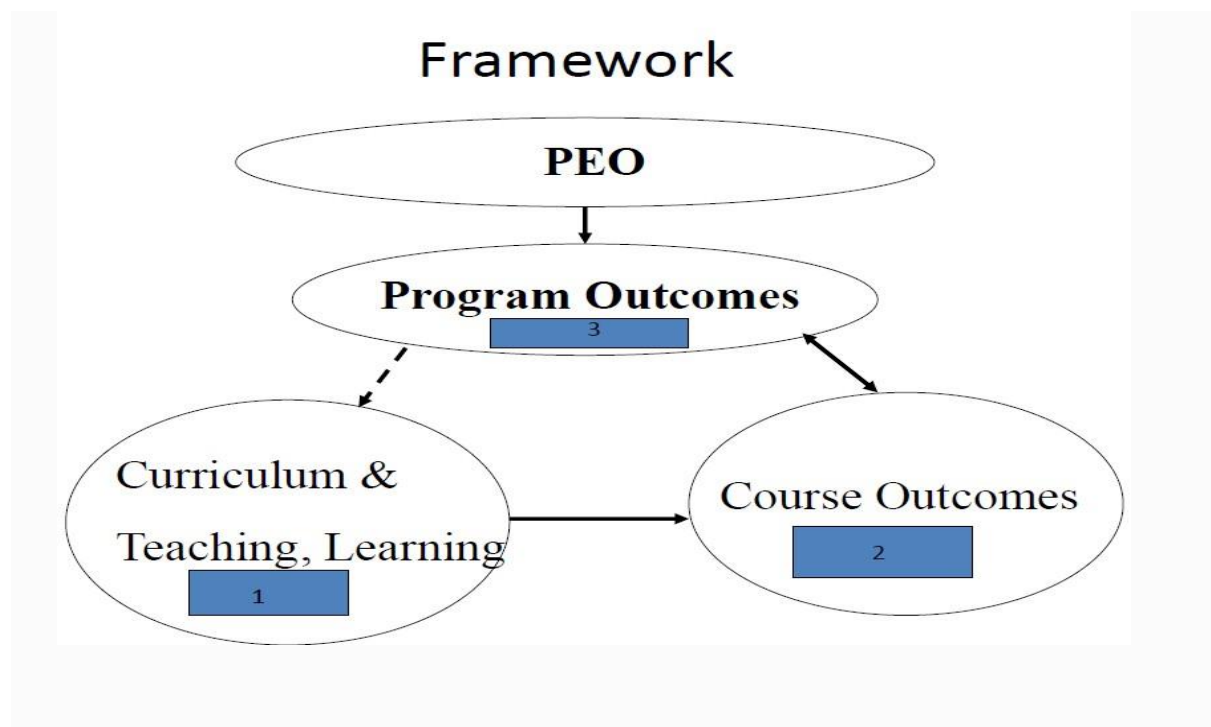 Framework
PEO
Program Outcomes
3
Curriculum &
Teaching, Learning
1
Course Outcomes
2